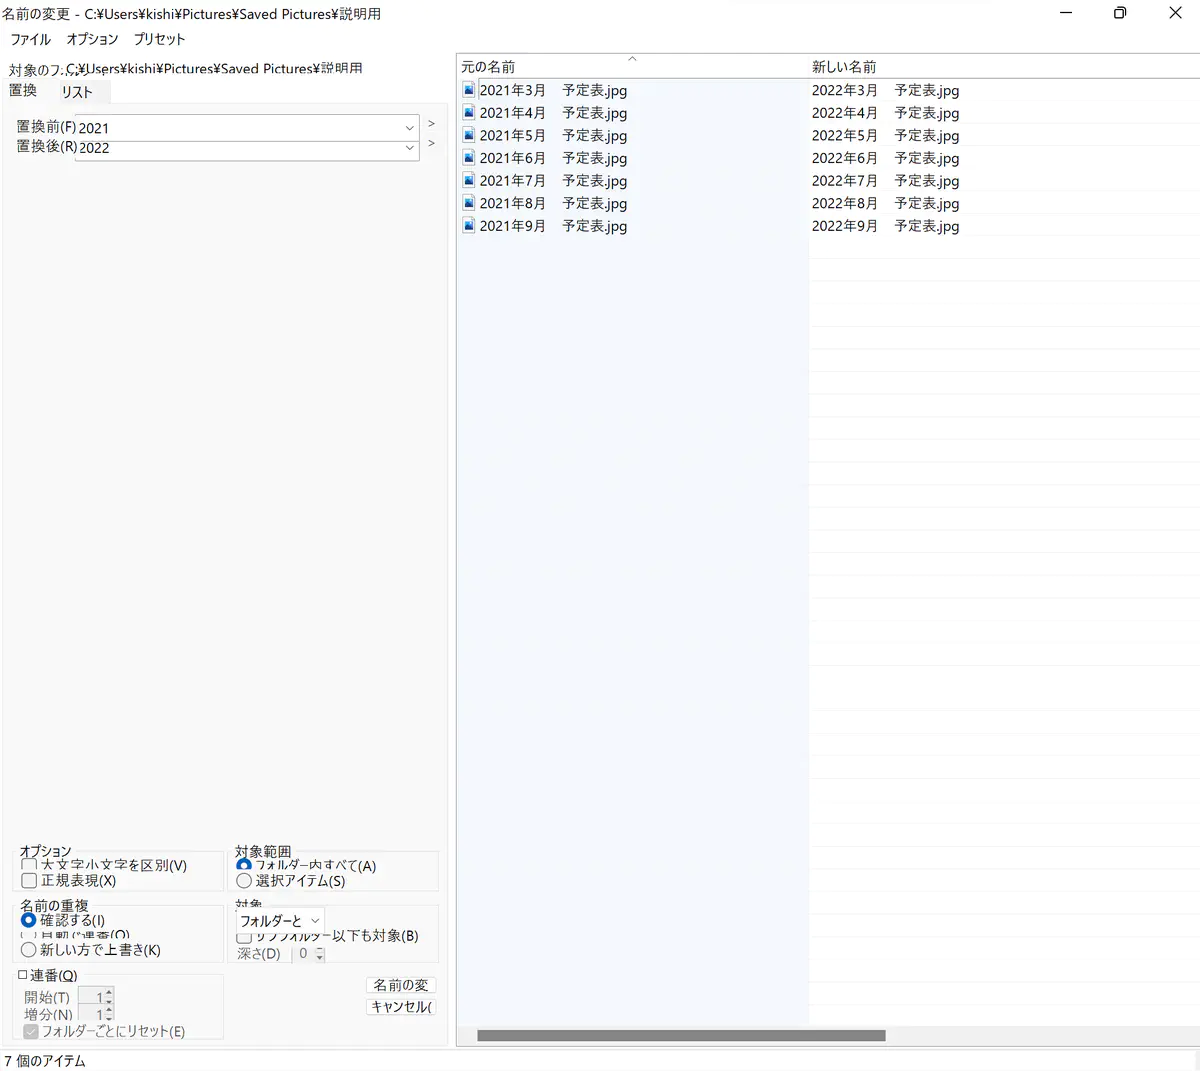 名前の変更 - C:¥Users¥kishi¥Pictures¥Saved Pictures¥説明用
ファイル オプション プリセット
対象のフ C:¥Users¥kishi¥Pictures¥Saved Pictures¥説明用
置換 リスト
置換前(F) 2021 >
置換後(R) 2022 >
元の名前 新しい名前
2021年3月 予定表.jpg 2022年3月 予定表.jpg
2021年4月 予定表.jpg 2022年4月 予定表.jpg
2021年5月 予定表.jpg 2022年5月 予定表.jpg
2021年6月 予定表.jpg 2022年6月 予定表.jpg
2021年7月 予定表.jpg 2022年7月 予定表.jpg
2021年8月 予定表.jpg 2022年8月 予定表.jpg
2021年9月 予定表.jpg 2022年9月 予定表.jpg
オプション
大文字小文字を区別(V)
正規表現(X)
対象範囲
フォルダー内すべて(A)
選択アイテム(S)
名前の重複
確認する(I)
自動で連番(O)
新しい方で上書き(K)
対象
フォルダーと
サブフォルダー以下も対象(B)
深さ(D) 0
連番(Q)
開始(T) 1
増分(N) 1
フォルダーごとにリセット(E)
名前の変
キャンセル(
7 個のアイテム